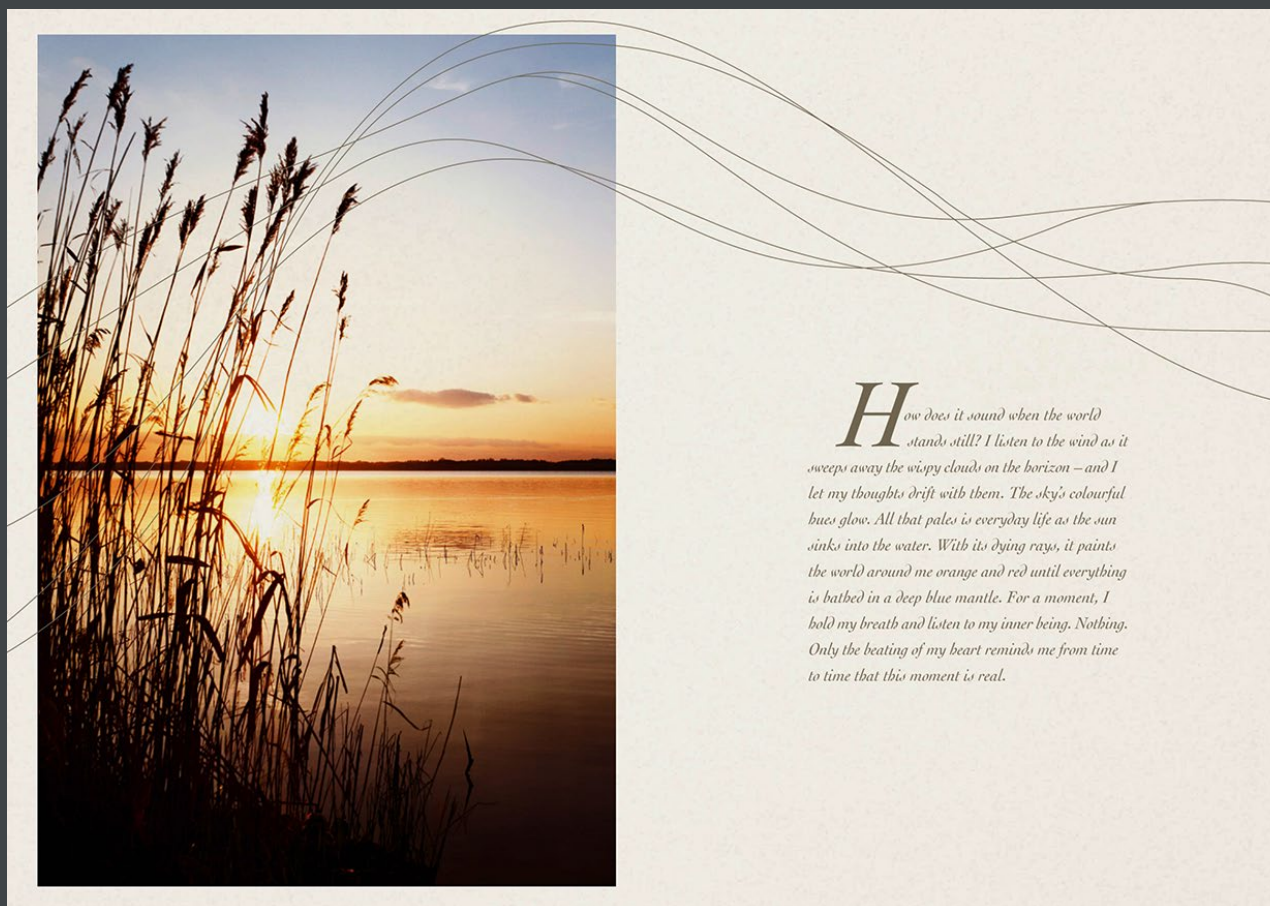 How does it sound when the world
stands still? I listen to the wind as it
sweeps away the wispy clouds on the horizon – and I
let my thoughts drift with them. The sky's colourful
hues glow. All that pales is everyday life as the sun
sinks into the water. With its dying rays, it paints
the world around me orange and red until everything
is bathed in a deep blue mantle. For a moment, I
hold my breath and listen to my inner being. Nothing.
Only the beating of my heart reminds me from time
to time that this moment is real.